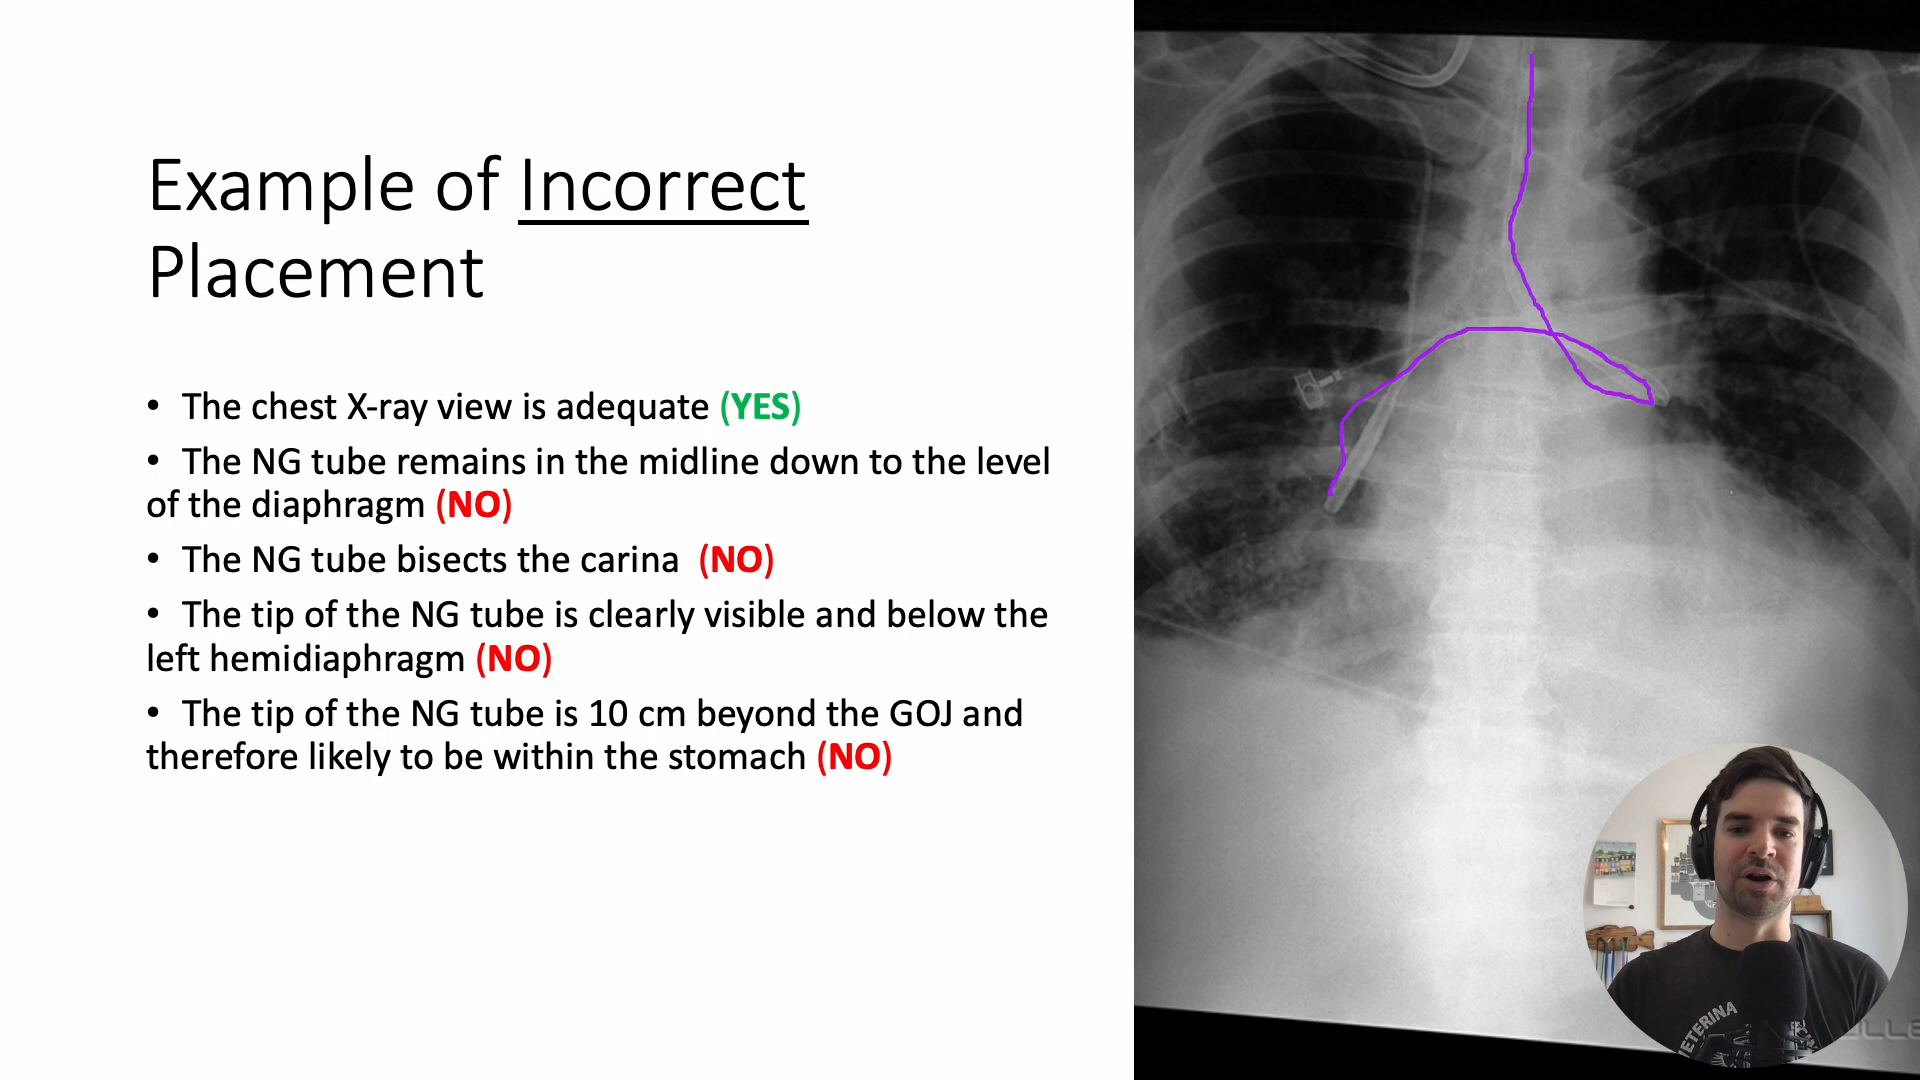 Example of Incorrect
Placement
• The chest X-ray view is adequate (YES)
• The NG tube remains in the midline down to the level
of the diaphragm (NO)
• The NG tube bisects the carina (NO)
• The tip of the NG tube is clearly visible and below the
left hemidiaphragm (NO)
• The tip of the NG tube is 10 cm beyond the GOJ and
therefore likely to be within the stomach (NO)